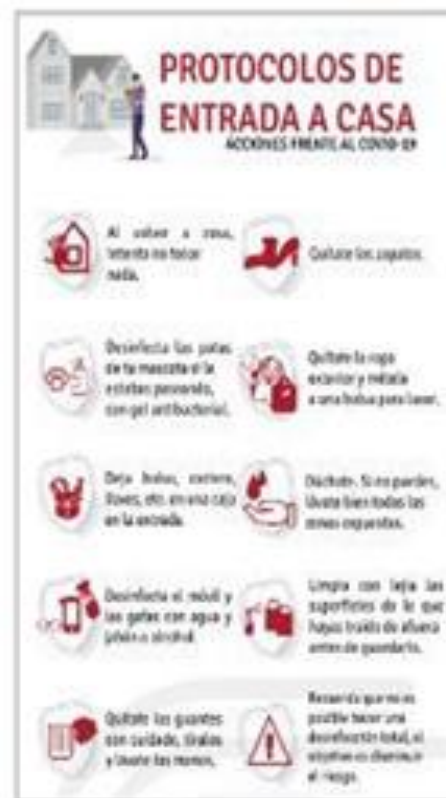 PROTOCOLOS DE
ENTRADA A CASA
ACCIONES FRENTE AL COVID-19
Al volver a casa,
intenta no tocar
nada.
Quítate los zapatos.
Desinfecta las patas
de tu mascota si la
estabas paseando,
con gel antibacterial.
Quítate la ropa
exterior y métela
a una bolsa para lavar.
Deja bolso, cartera,
llaves, etc. en una caja
en la entrada.
Dúchate. Si no puedes,
lávate bien todas las
zonas expuestas.
Desinfecta el móvil y
las gafas con agua y
jabón o alcohol.
Limpia con lejía las
superficies de lo que
hayas traído de afuera
antes de guardarlo.
Quítate los guantes
con cuidado, tíralos
y lávate las manos.
Recuerda que no es
posible hacer una
desinfección total, el
objetivo es disminuir
el riesgo.